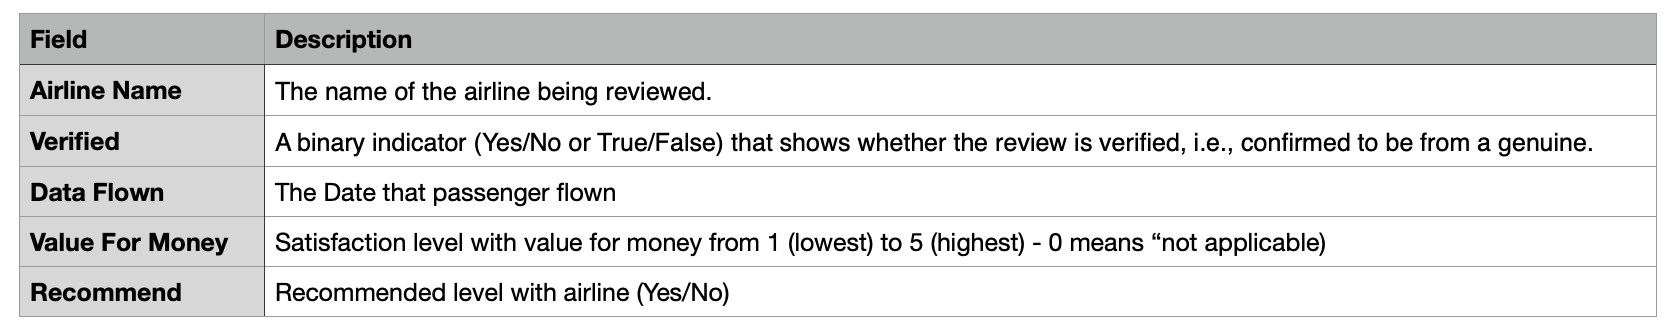 Field Description
Airline Name The name of the airline being reviewed.
Verified A binary indicator (Yes/No or True/False) that shows whether the review is verified, i.e., confirmed to be from a genuine.
Data Flown The Date that passenger flown
Value For Money Satisfaction level with value for money from 1 (lowest) to 5 (highest) - 0 means “not applicable)
Recommend Recommended level with airline (Yes/No)